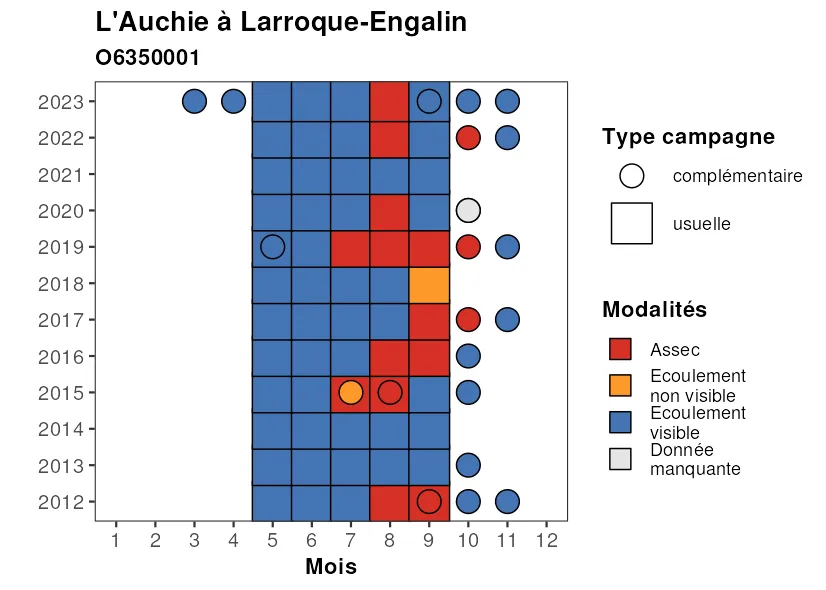 L'Auchie à Larroque-Engalin
O6350001
2023
2022
2021
2020
2019
2018
2017
2016
2015
2014
2013
2012
1 2 3 4 5 6 7 8 9 10 11 12
Mois
Type campagne
complémentaire
usuelle
Modalités
Assec
Ecoulement
non visible
Ecoulement
visible
Donnée
manquante